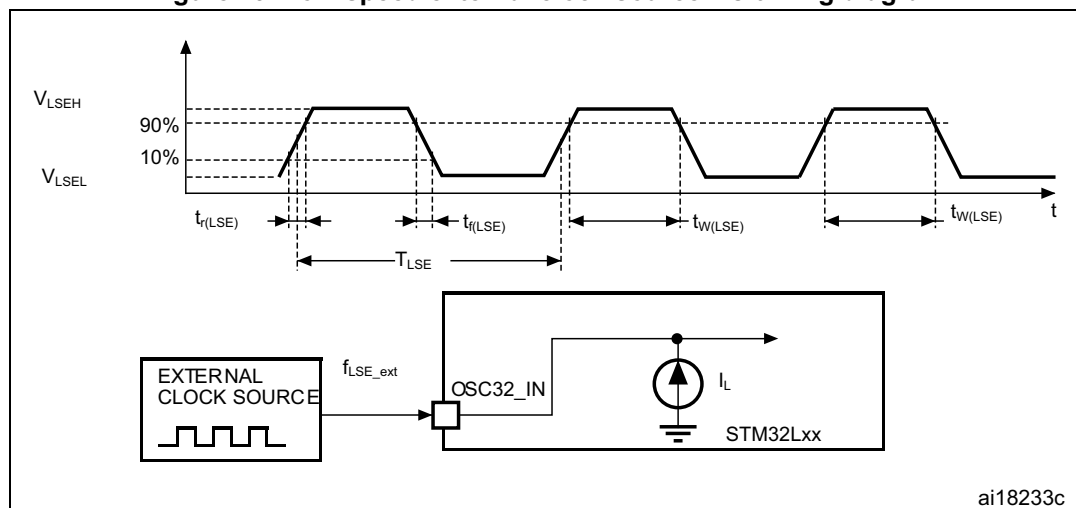 V_LSEH
90%
10%
V_LSEL
t_r(LSE)
t_f(LSE)
t_W(LSE)
t_W(LSE)
t
T_LSE
EXTERNAL
CLOCK SOURCE
f_LSE_ext
OSC32_IN
I_L
STM32Lxx
ai18233c